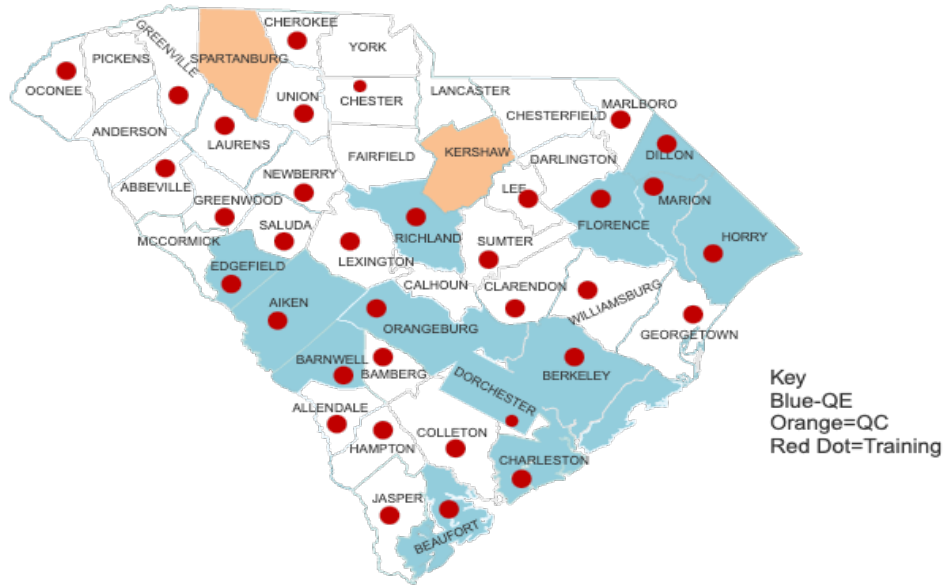 CHEROKEE
GREENVILLE
YORK
PICKENS
SPARTANBURG
OCONEE
UNION
CHESTER
LANCASTER
MARLBORO
CHESTERFIELD
ANDERSON
LAURENS
FAIRFIELD
KERSHAW
DARLINGTON
DILLON
NEWBERRY
ABBEVILLE
LEE
MARION
GREENWOOD
SALUDA
RICHLAND
FLORENCE
HORRY
MCCORMICK
SUMTER
EDGEFIELD
LEXINGTON
CALHOUN
CLARENDON
WILLIAMSBURG
AIKEN
ORANGEBURG
GEORGETOWN
BARNWELL
BAMBERG
BERKELEY
DORCHESTER
ALLENDALE
COLLETON
HAMPTON
CHARLESTON
JASPER
BEAUFORT
Key
Blue-QE
Orange=QC
Red Dot=Training